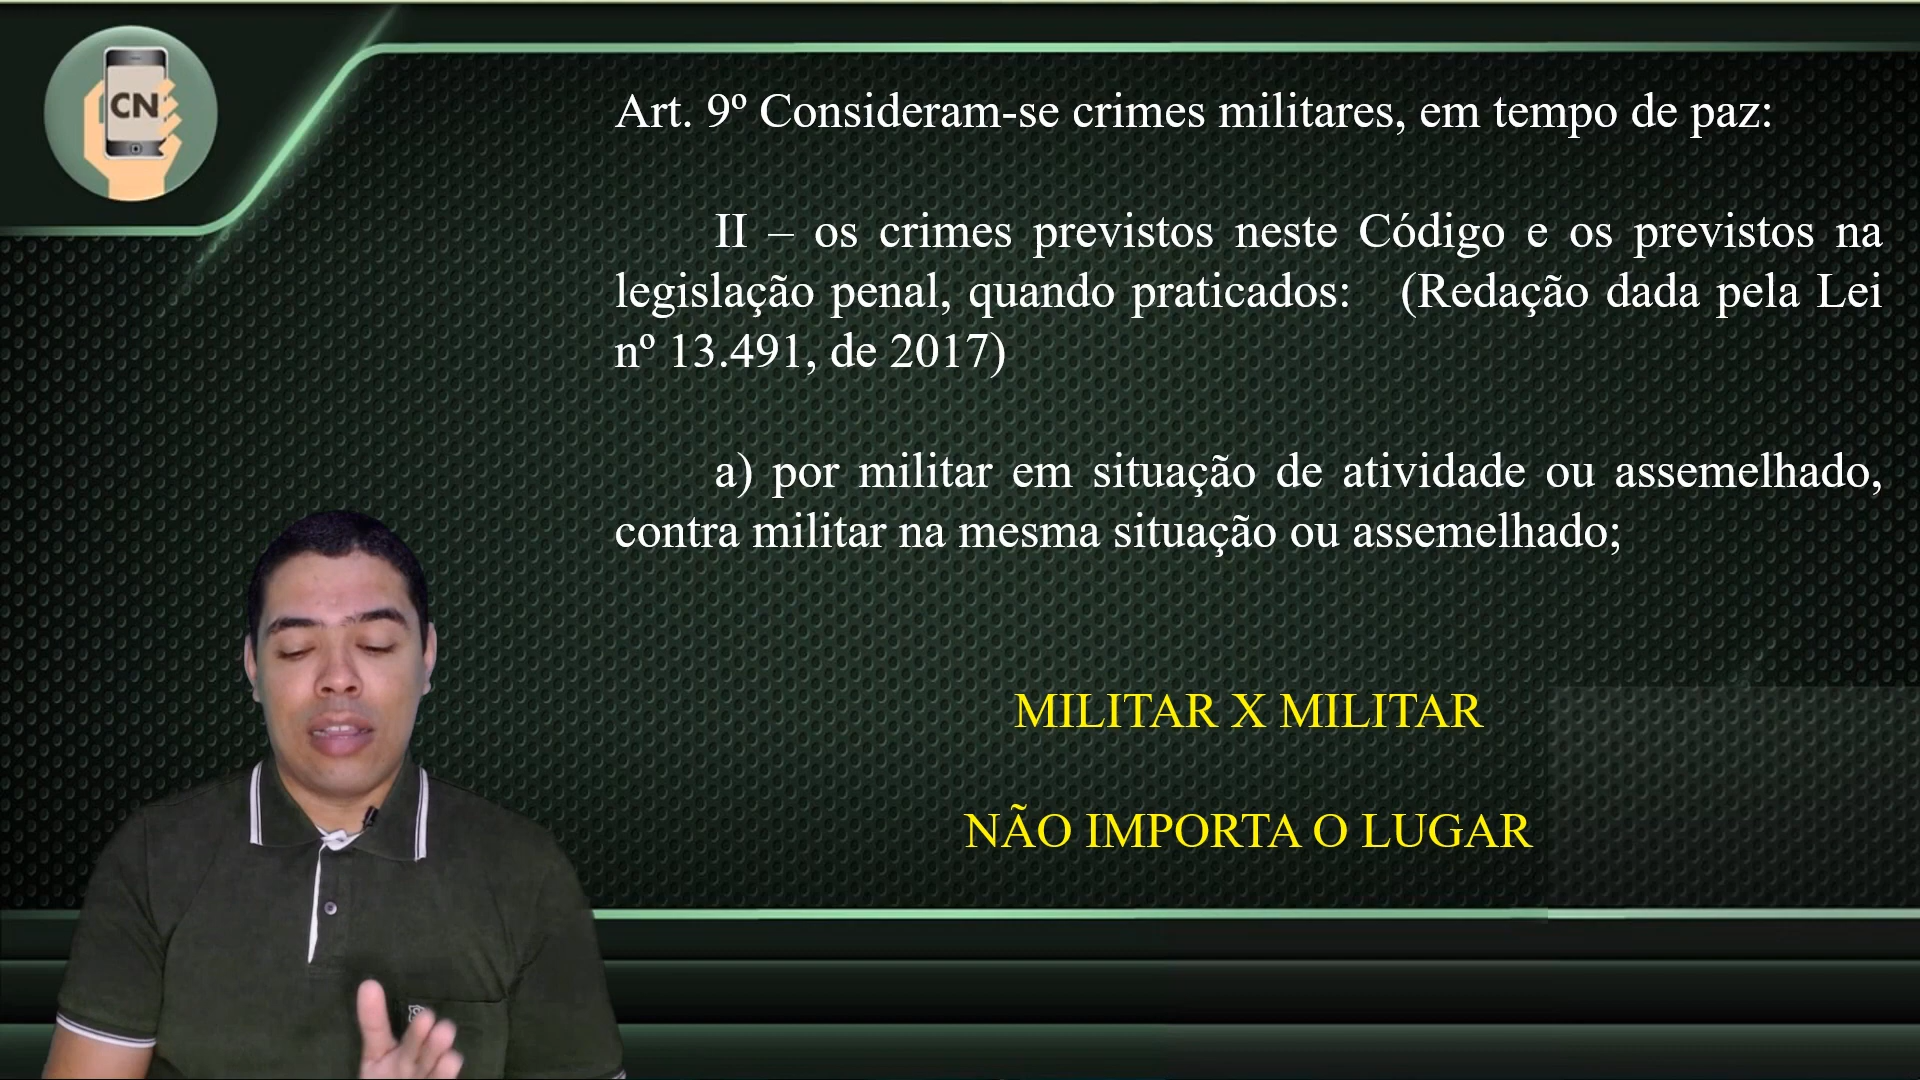 CN
Art. 9º Consideram-se crimes militares, em tempo de paz:
II – os crimes previstos neste Código e os previstos na
legislação penal, quando praticados: (Redação dada pela Lei
nº 13.491, de 2017)
a) por militar em situação de atividade ou assemelhado,
contra militar na mesma situação ou assemelhado;
MILITAR X MILITAR
NÃO IMPORTA O LUGAR